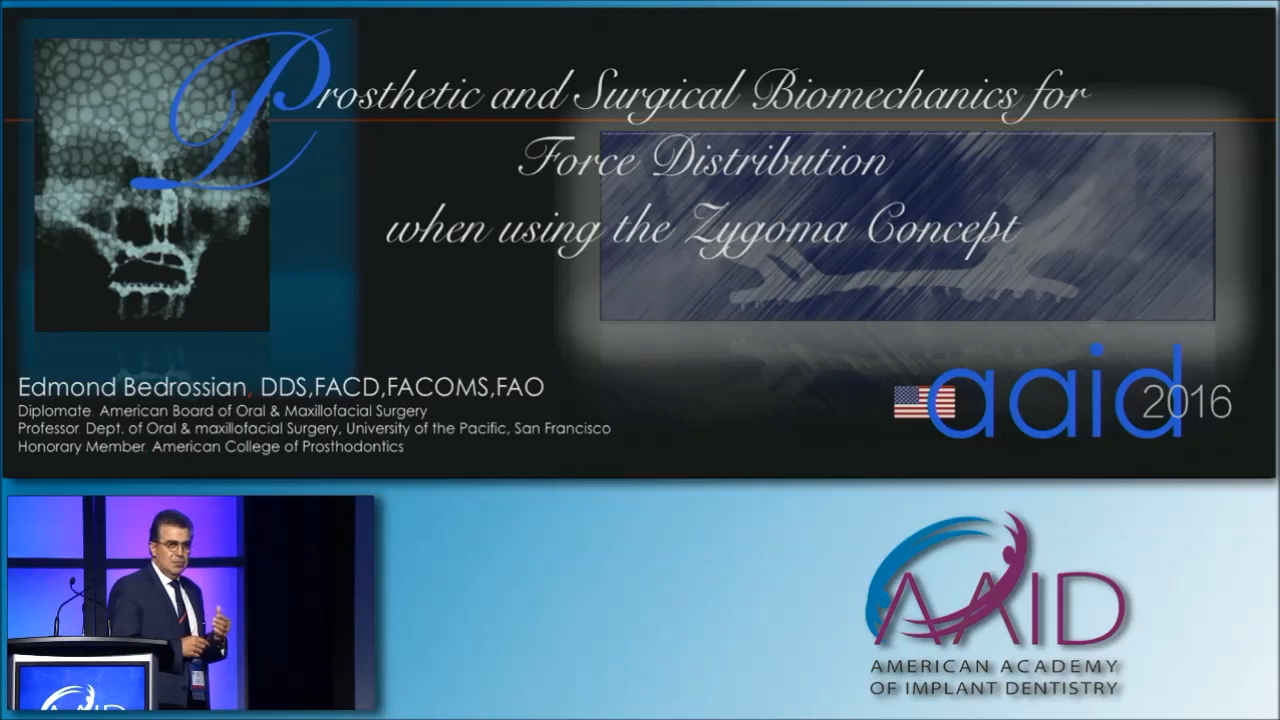 Prosthetic and Surgical Biomechanics for
Force Distribution
when using the Zygoma Concept
Edmond Bedrossian, DDS,FACD,FACOMS,FAO
Diplomate American Board of Oral & Maxillofacial Surgery
Professor Dept. of Oral & maxillofacial Surgery, University of the Pacific, San Francisco
Honorary Member American College of Prosthodontics
aaid 2016
AAID
AMERICAN ACADEMY
OF IMPLANT DENTISTRY